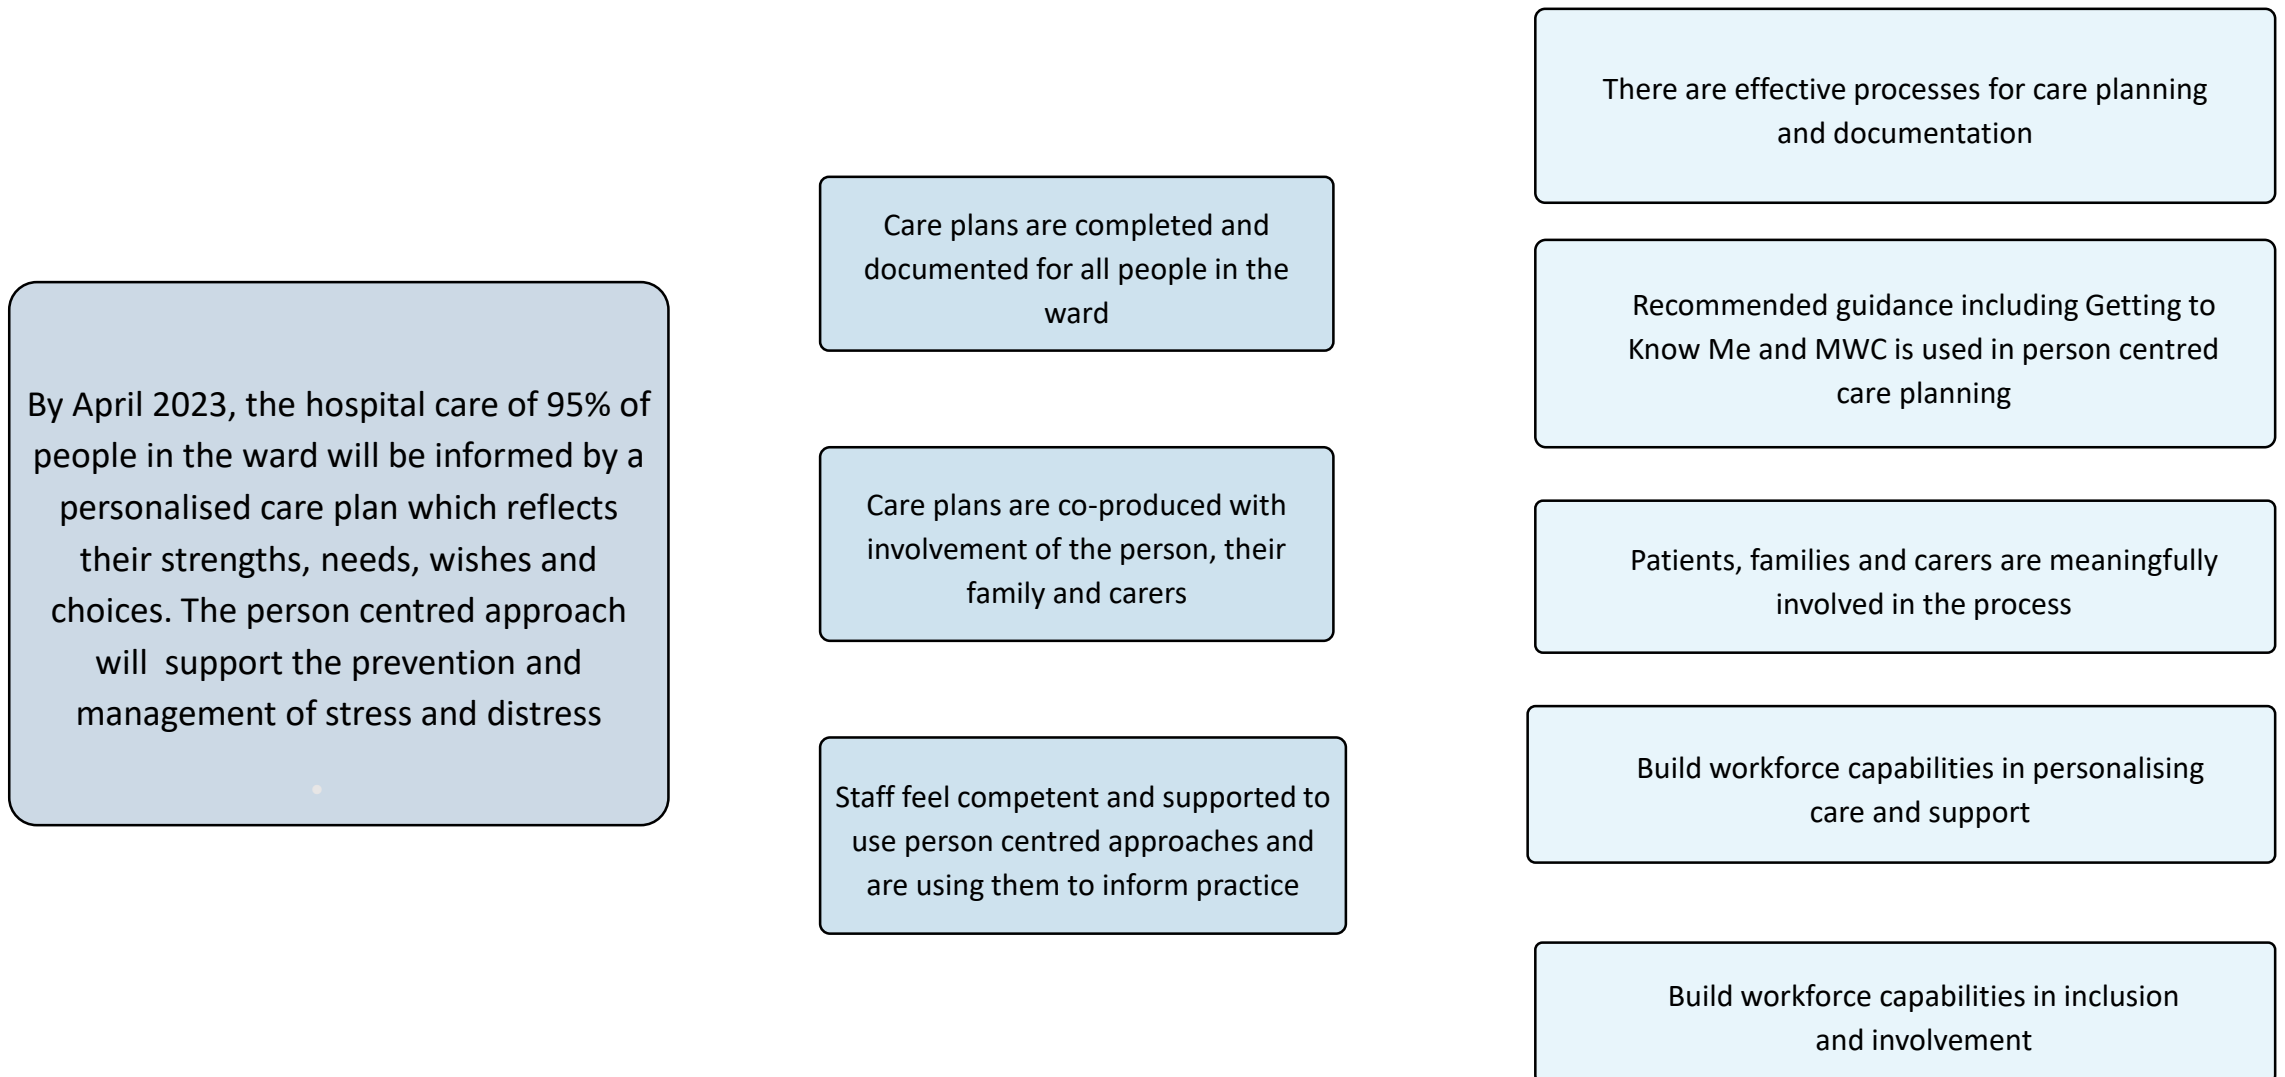 By April 2023, the hospital care of 95% of
people in the ward will be informed by a
personalised care plan which reflects
their strengths, needs, wishes and
choices. The person centred approach
will  support the prevention and
management of stress and distress
.
Care plans are completed and
documented for all people in the
ward
Care plans are co-produced with
involvement of the person, their
family and carers
Staff feel competent and supported to
use person centred approaches and
are using them to inform practice
There are effective processes for care planning
and documentation
Recommended guidance including Getting to
Know Me and MWC is used in person centred
care planning
Patients, families and carers are meaningfully
involved in the process
Build workforce capabilities in personalising
care and support
Build workforce capabilities in inclusion
and involvement